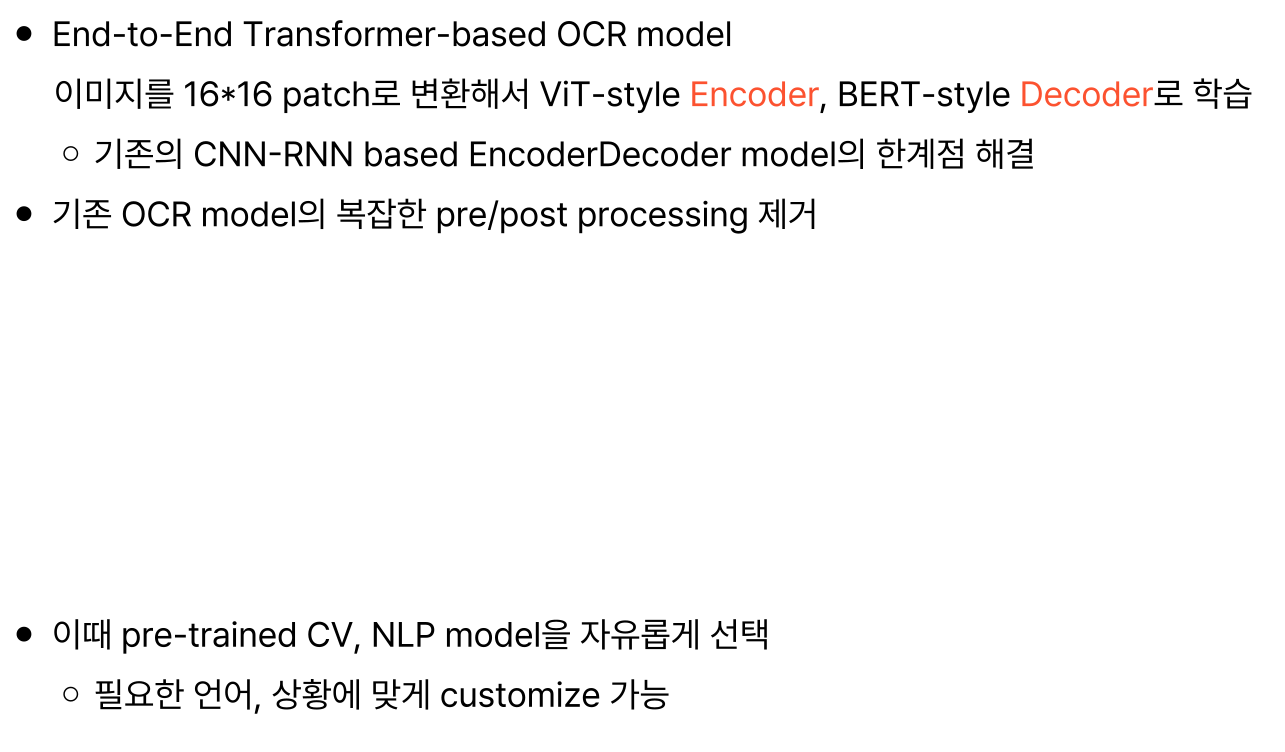 • End-to-End Transformer-based OCR model
이미지를 16*16 patch로 변환해서 ViT-style Encoder, BERT-style Decoder로 학습
○ 기존의 CNN-RNN based EncoderDecoder model의 한계점 해결
• 기존 OCR model의 복잡한 pre/post processing 제거
• 이때 pre-trained CV, NLP model을 자유롭게 선택
○ 필요한 언어, 상황에 맞게 customize 가능